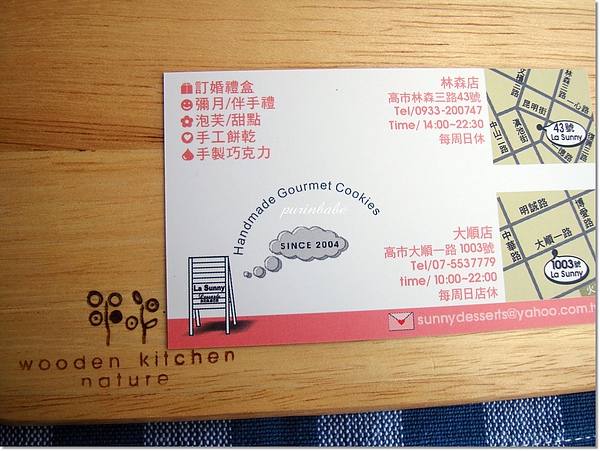 訂婚禮盒
彌月/伴手禮
泡芙/甜點
手工餅乾
手製巧克力
林森店
高市林森三路43號
Tel/0933-200747
Time/ 14:00~22:30
每周日休
Handmade Gourmet Cookies
purinbabe
SINCE 2004
La Sunny
大順店
高市大順一路 1003號
Tel/07-5537779
time/ 10:00~22:00
每周日店休
sunnydesserts@yahoo.com.t
林森三路
一心路
昆明街
中山二路
43號
La Sunny
明誠路
博愛路
中華路
大順一路
1003號
La Sunny
火
wooden kitchen
nature